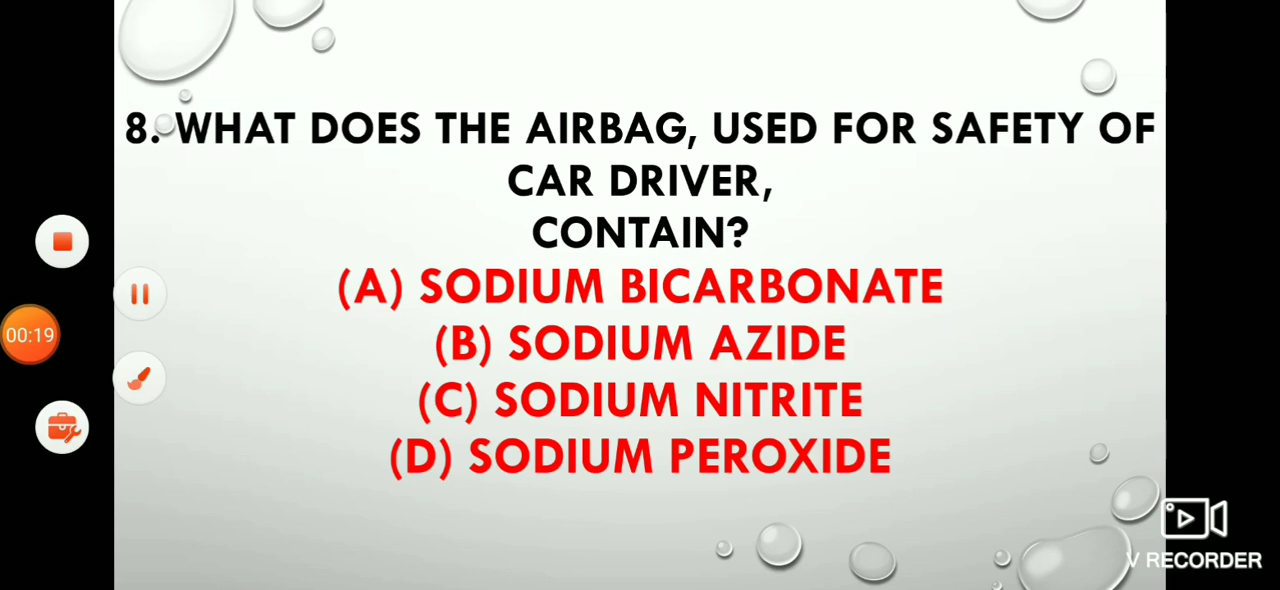 8. WHAT DOES THE AIRBAG, USED FOR SAFETY OF
CAR DRIVER,
CONTAIN?
(A) SODIUM BICARBONATE
(B) SODIUM AZIDE
(C) SODIUM NITRITE
(D) SODIUM PEROXIDE
00:19
V RECORDER